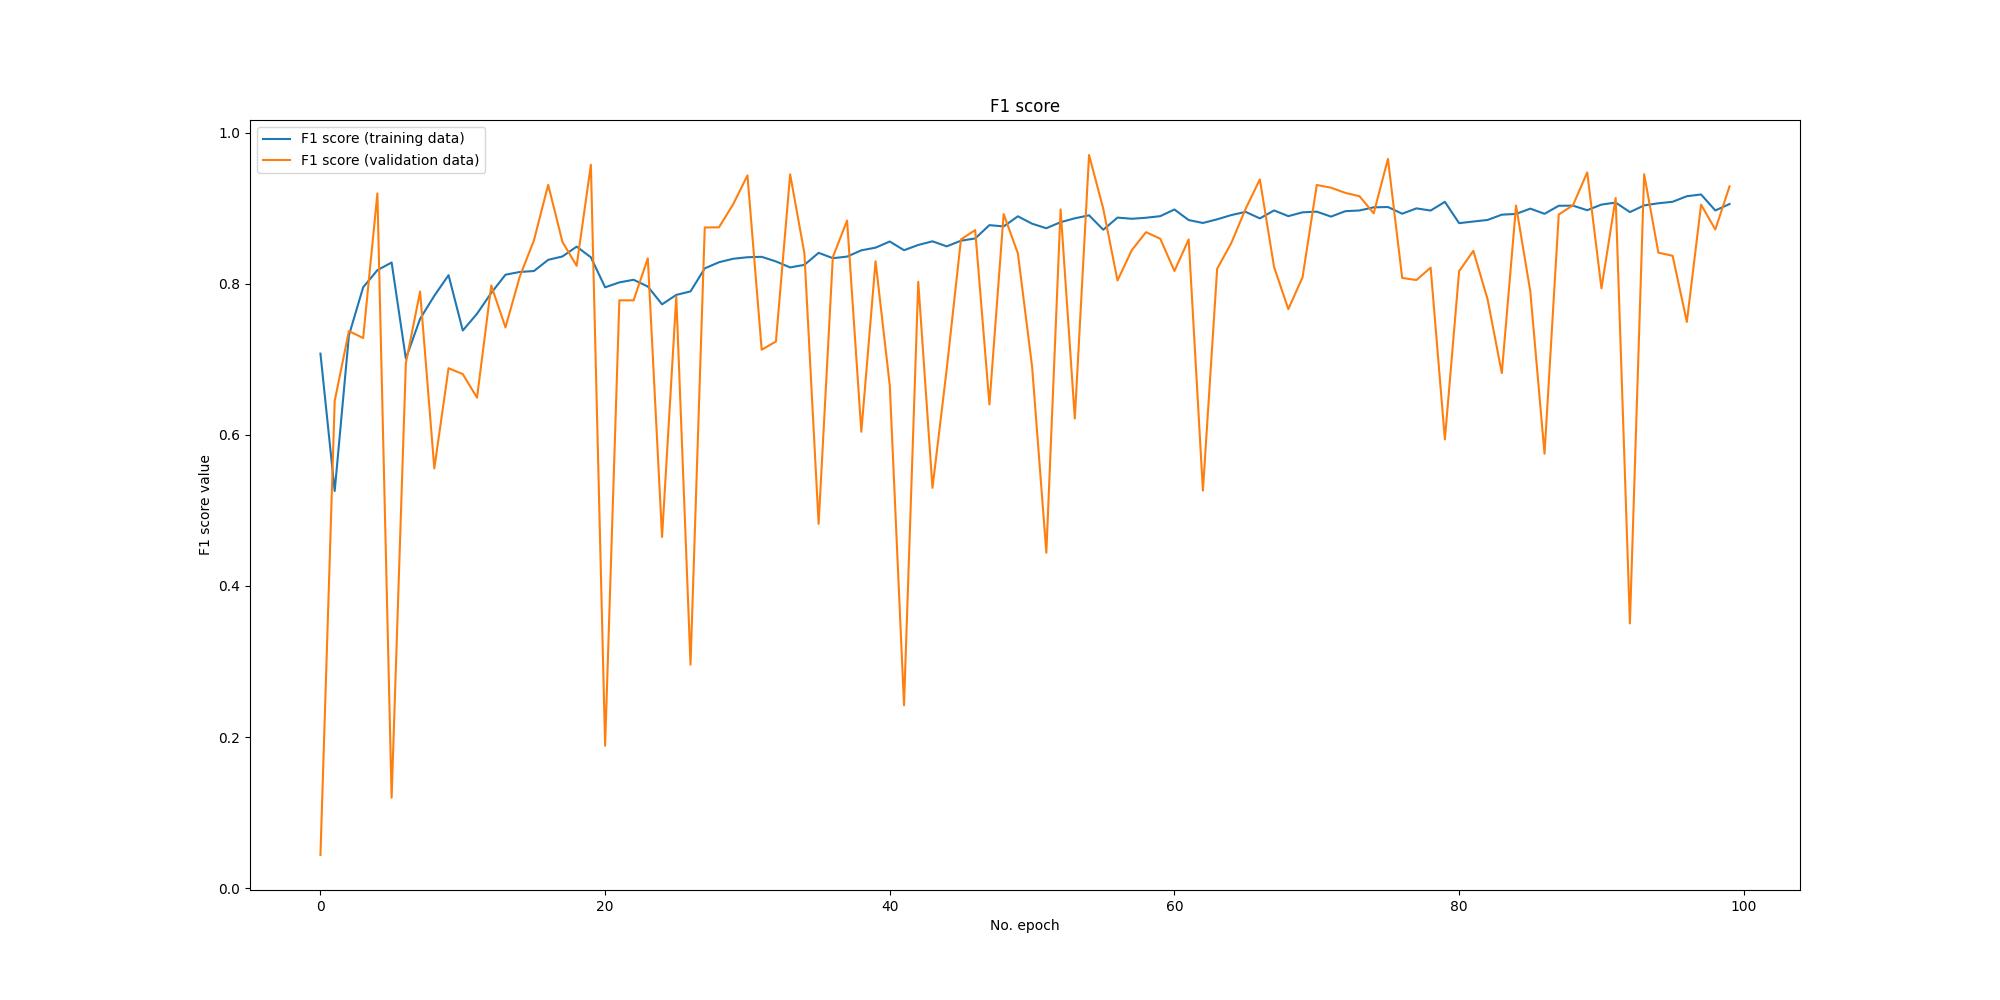 F1 score
F1 score (training data)
F1 score (validation data)
1.0
0.8
0.6
0.4
0.2
0.0
F1 score value
0 20 40 60 80 100
No. epoch